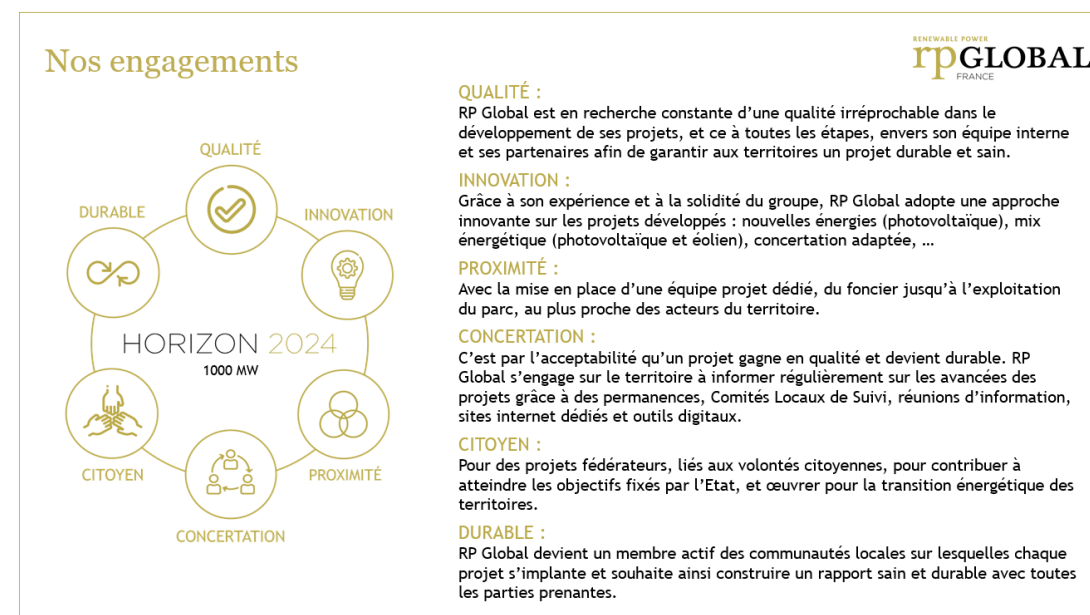 Nos engagements
RENEWABLE POWER
rpGLOBAL
FRANCE
QUALITÉ
DURABLE
INNOVATION
HORIZON 2024
1000 MW
CITOYEN
PROXIMITÉ
CONCERTATION
QUALITÉ :
RP Global est en recherche constante d’une qualité irréprochable dans le
développement de ses projets, et ce à toutes les étapes, envers son équipe interne
et ses partenaires afin de garantir aux territoires un projet durable et sain.
INNOVATION :
Grâce à son expérience et à la solidité du groupe, RP Global adopte une approche
innovante sur les projets développés : nouvelles énergies (photovoltaïque), mix
énergétique (photovoltaïque et éolien), concertation adaptée, …
PROXIMITÉ :
Avec la mise en place d’une équipe projet dédié, du foncier jusqu’à l’exploitation
du parc, au plus proche des acteurs du territoire.
CONCERTATION :
C’est par l’acceptabilité qu’un projet gagne en qualité et devient durable. RP
Global s’engage sur le territoire à informer régulièrement sur les avancées des
projets grâce à des permanences, Comités Locaux de Suivi, réunions d’information,
sites internet dédiés et outils digitaux.
CITOYEN :
Pour des projets fédérateurs, liés aux volontés citoyennes, pour contribuer à
atteindre les objectifs fixés par l’Etat, et œuvrer pour la transition énergétique des
territoires.
DURABLE :
RP Global devient un membre actif des communautés locales sur lesquelles chaque
projet s’implante et souhaite ainsi construire un rapport sain et durable avec toutes
les parties prenantes.